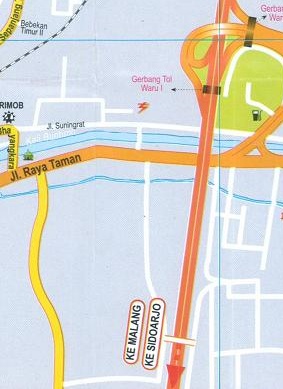 Bebekan
Timur II
Gerbang Tol
Waru I
RIMOB
Jl. Suningrat
Jl. Raya Taman
KE MALANG
KE SIDOARJO